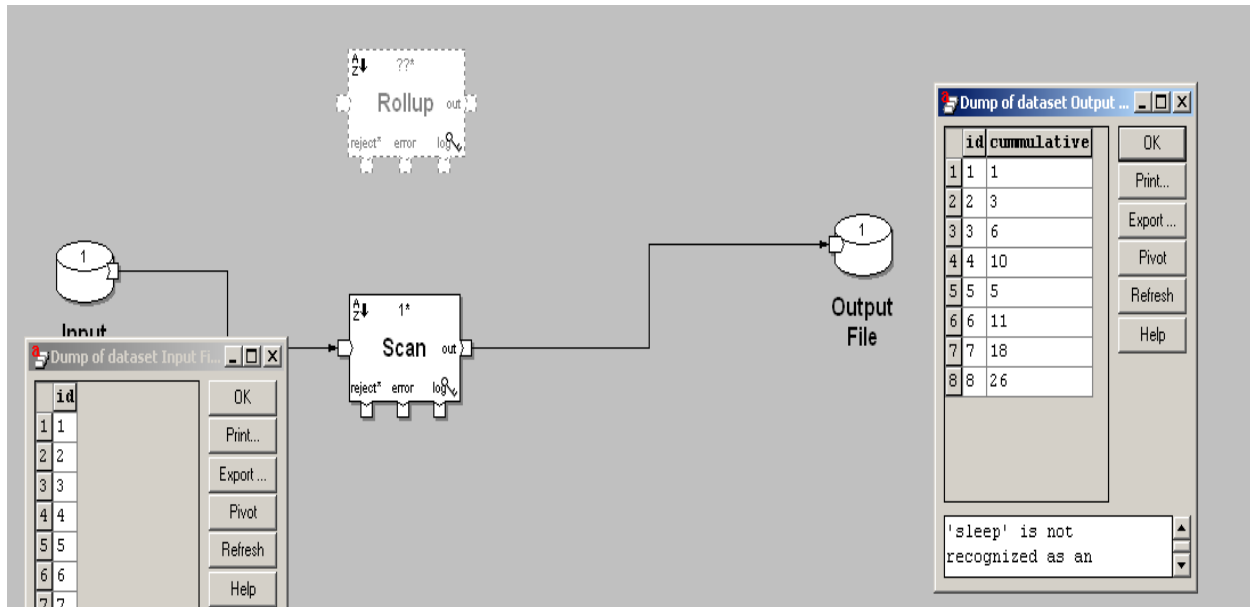 A
Z
??*
Rollup out
reject* error log
1
Input
A
Z
1*
Scan out
reject* error log
1
Output
File
Dump of dataset Input Fi...
id
1 1
2 2
3 3
4 4
5 5
6 6
7 7
OK
Print...
Export ...
Pivot
Refresh
Help
Dump of dataset Output ...
id cummulative
1 1 1
2 2 3
3 3 6
4 4 10
5 5 5
6 6 11
7 7 18
8 8 26
OK
Print...
Export ...
Pivot
Refresh
Help
'sleep' is not
recognized as an